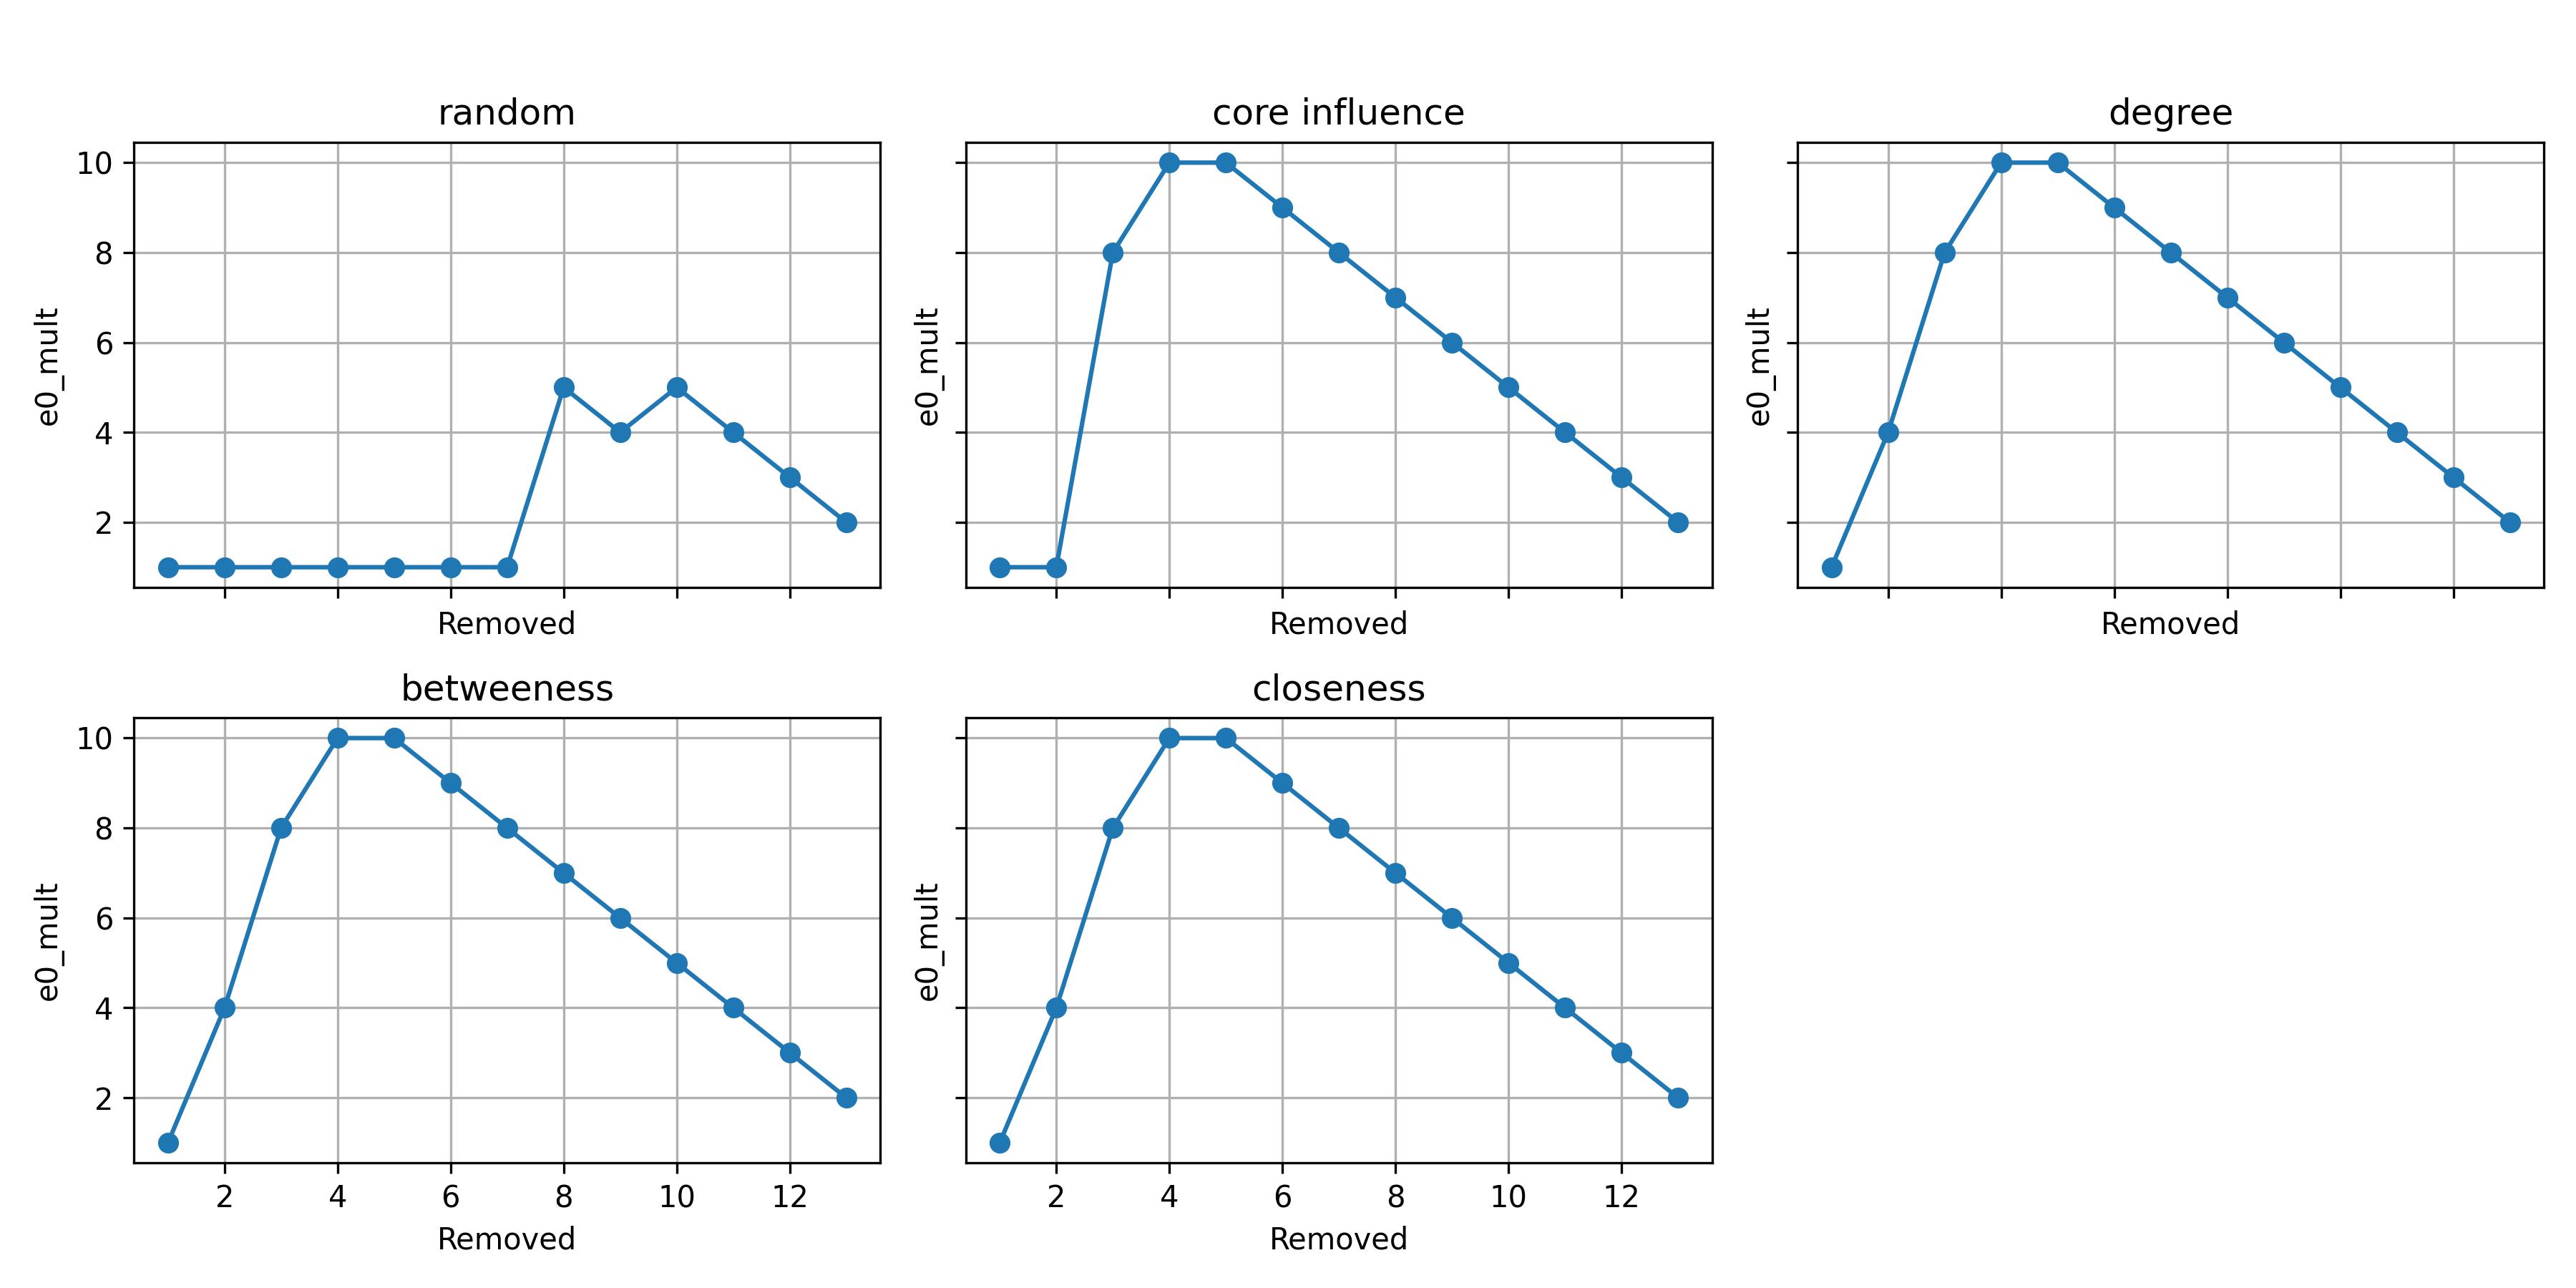 random
core influence
degree
10
8
6
4
2
e0_mult
e0_mult
e0_mult
Removed
Removed
Removed
betweeness
closeness
10
8
6
4
2
e0_mult
e0_mult
2 4 6 8 10 12
2 4 6 8 10 12
Removed
Removed